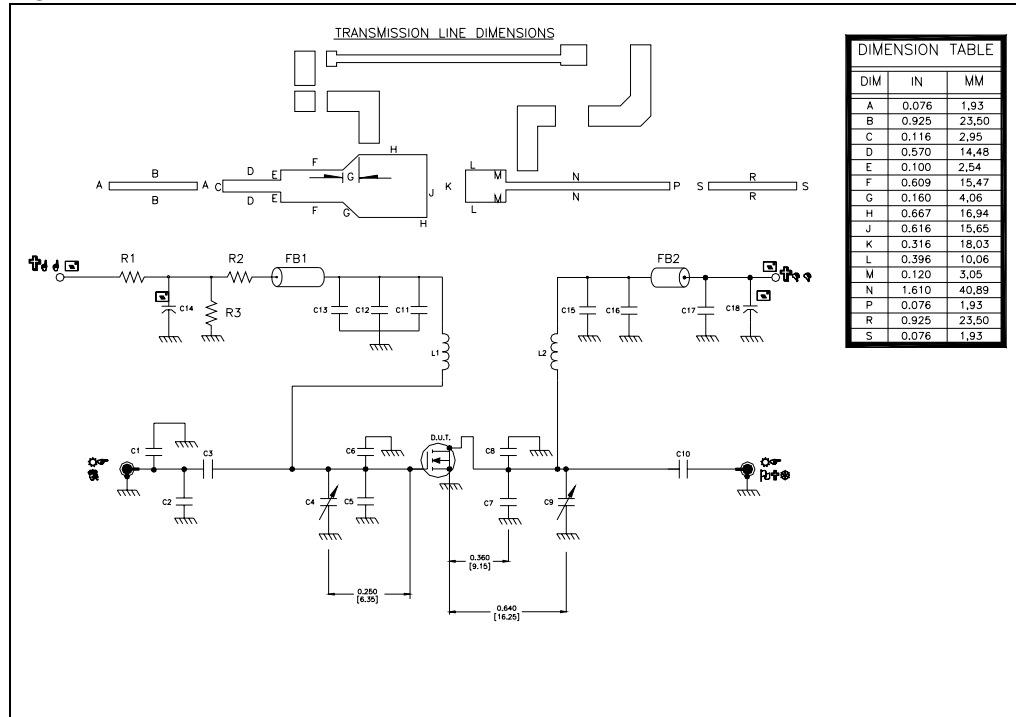 TRANSMISSION LINE DIMENSIONS
DIMENSION TABLE
DIM IN MM
A 0.076 1,93
B 0.925 23,50
C 0.116 2,95
D 0.570 14,48
E 0.100 2,54
F 0.609 15,47
G 0.160 4,06
H 0.667 16,94
J 0.616 15,65
K 0.316 18,03
L 0.396 10,06
M 0.120 3,05
N 1.610 40,89
P 0.076 1,93
R 0.925 23,50
S 0.076 1,93
H
F
L
B D G M N R
A A C E J K P S S
B D E M N R
F G L
H
R1 R2 FB1 FB2
C14 R3 C13 C12 C11 C15 C16 C17 C18
L1 L2
D.U.T.
C1 C3 C6 C8 C10
C2 C4 C5 C7 C9
0.360
[9.15]
0.250
[6.35]
0.640
[16.25]